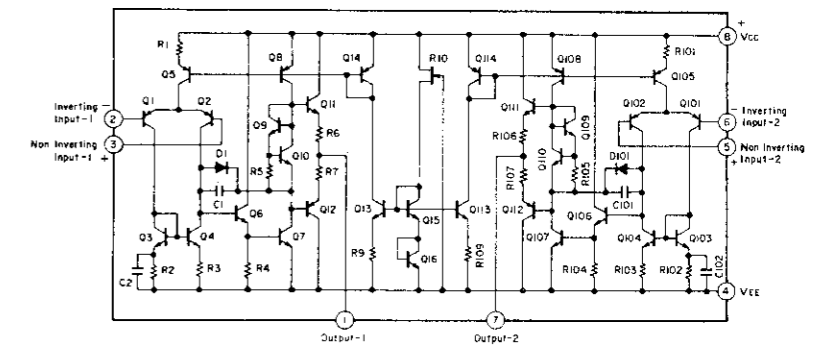 R1
Q5
Q8
Q14
R10
Q114
Q108
R101
Q105
+
8 Vcc
Inverting −
Input-1 2
Non Inverting 3
Input-1 +
Q1
Q2
Q11
Q9
R6
Q10
D1
R5
R7
C1
Q6
Q12
Q3
Q4
Q7
C2
R2
R3
R4
Q13
R9
Q15
Q16
Q113
R109
Q111
R106
Q109
Q110
R107
R105
Q112
Q107
Q106
R104
Q102
Q101
D101
C101
Q104
Q103
R103
R102
C102
− Inverting
6 Input-2
5 Non Inverting
+ Input-2
4 VEE
1
Output-1
7
Output-2